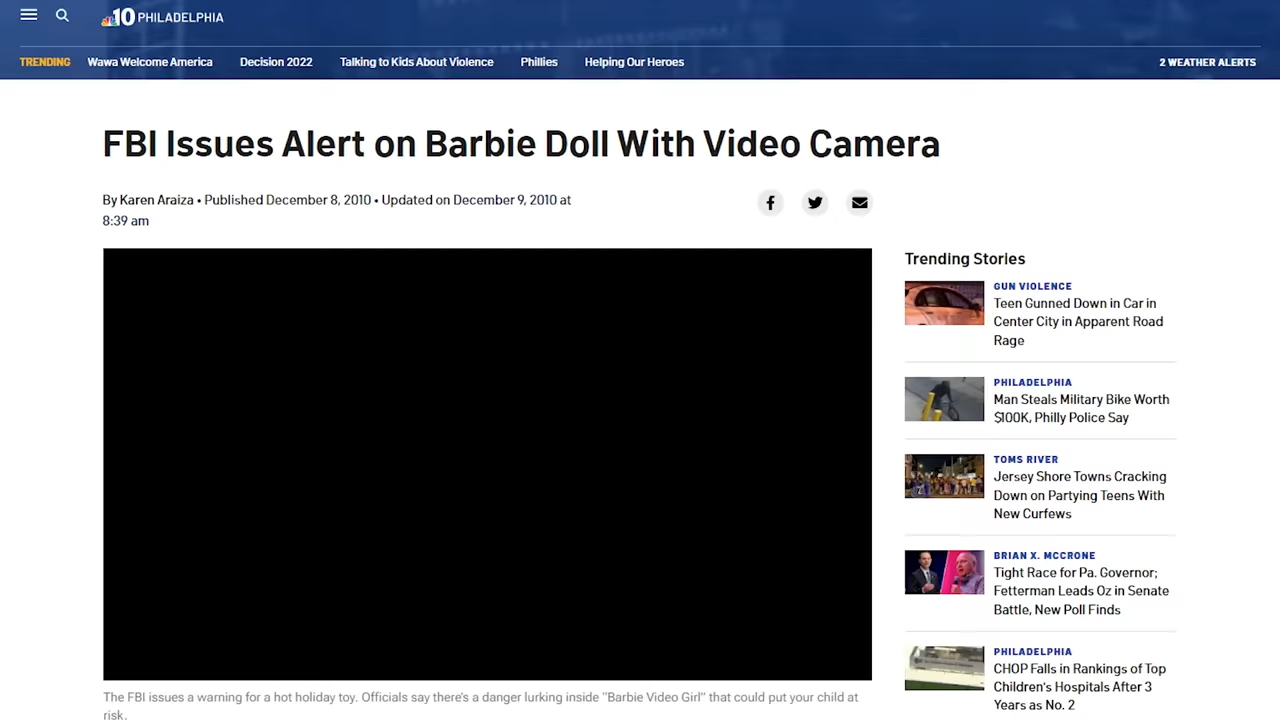 10 PHILADELPHIA
TRENDING Wawa Welcome America Decision 2022 Talking to Kids About Violence Phillies Helping Our Heroes 2 WEATHER ALERTS
FBI Issues Alert on Barbie Doll With Video Camera
By Karen Araiza • Published December 8, 2010 • Updated on December 9, 2010 at
8:39 am
The FBI issues a warning for a hot holiday toy. Officials say there's a danger lurking inside "Barbie Video Girl" that could put your child at
risk.
Trending Stories
GUN VIOLENCE
Teen Gunned Down in Car in
Center City in Apparent Road
Rage
PHILADELPHIA
Man Steals Military Bike Worth
$100K, Philly Police Say
TOMS RIVER
Jersey Shore Towns Cracking
Down on Partying Teens With
New Curfews
BRIAN X. MCCRONE
Tight Race for Pa. Governor;
Fetterman Leads Oz in Senate
Battle, New Poll Finds
PHILADELPHIA
CHOP Falls in Rankings of Top
Children's Hospitals After 3
Years as No. 2